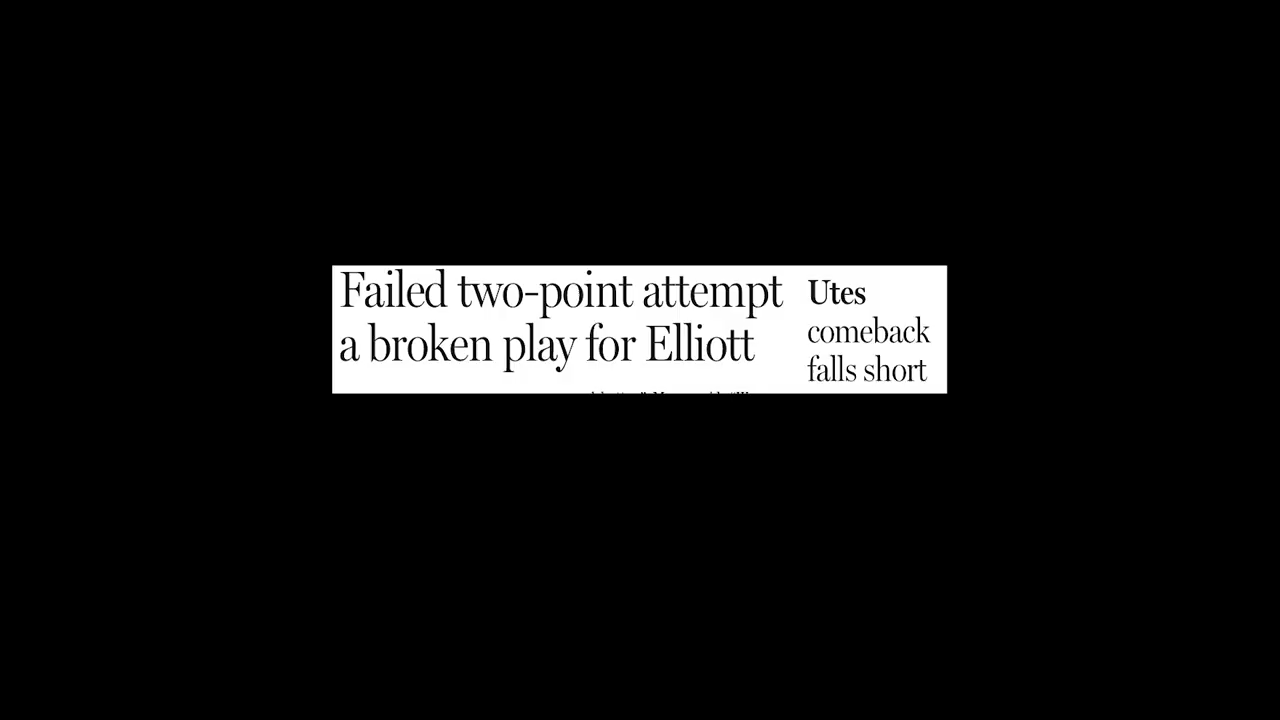 Failed two-point attempt
a broken play for Elliott
Utes
comeback
falls short